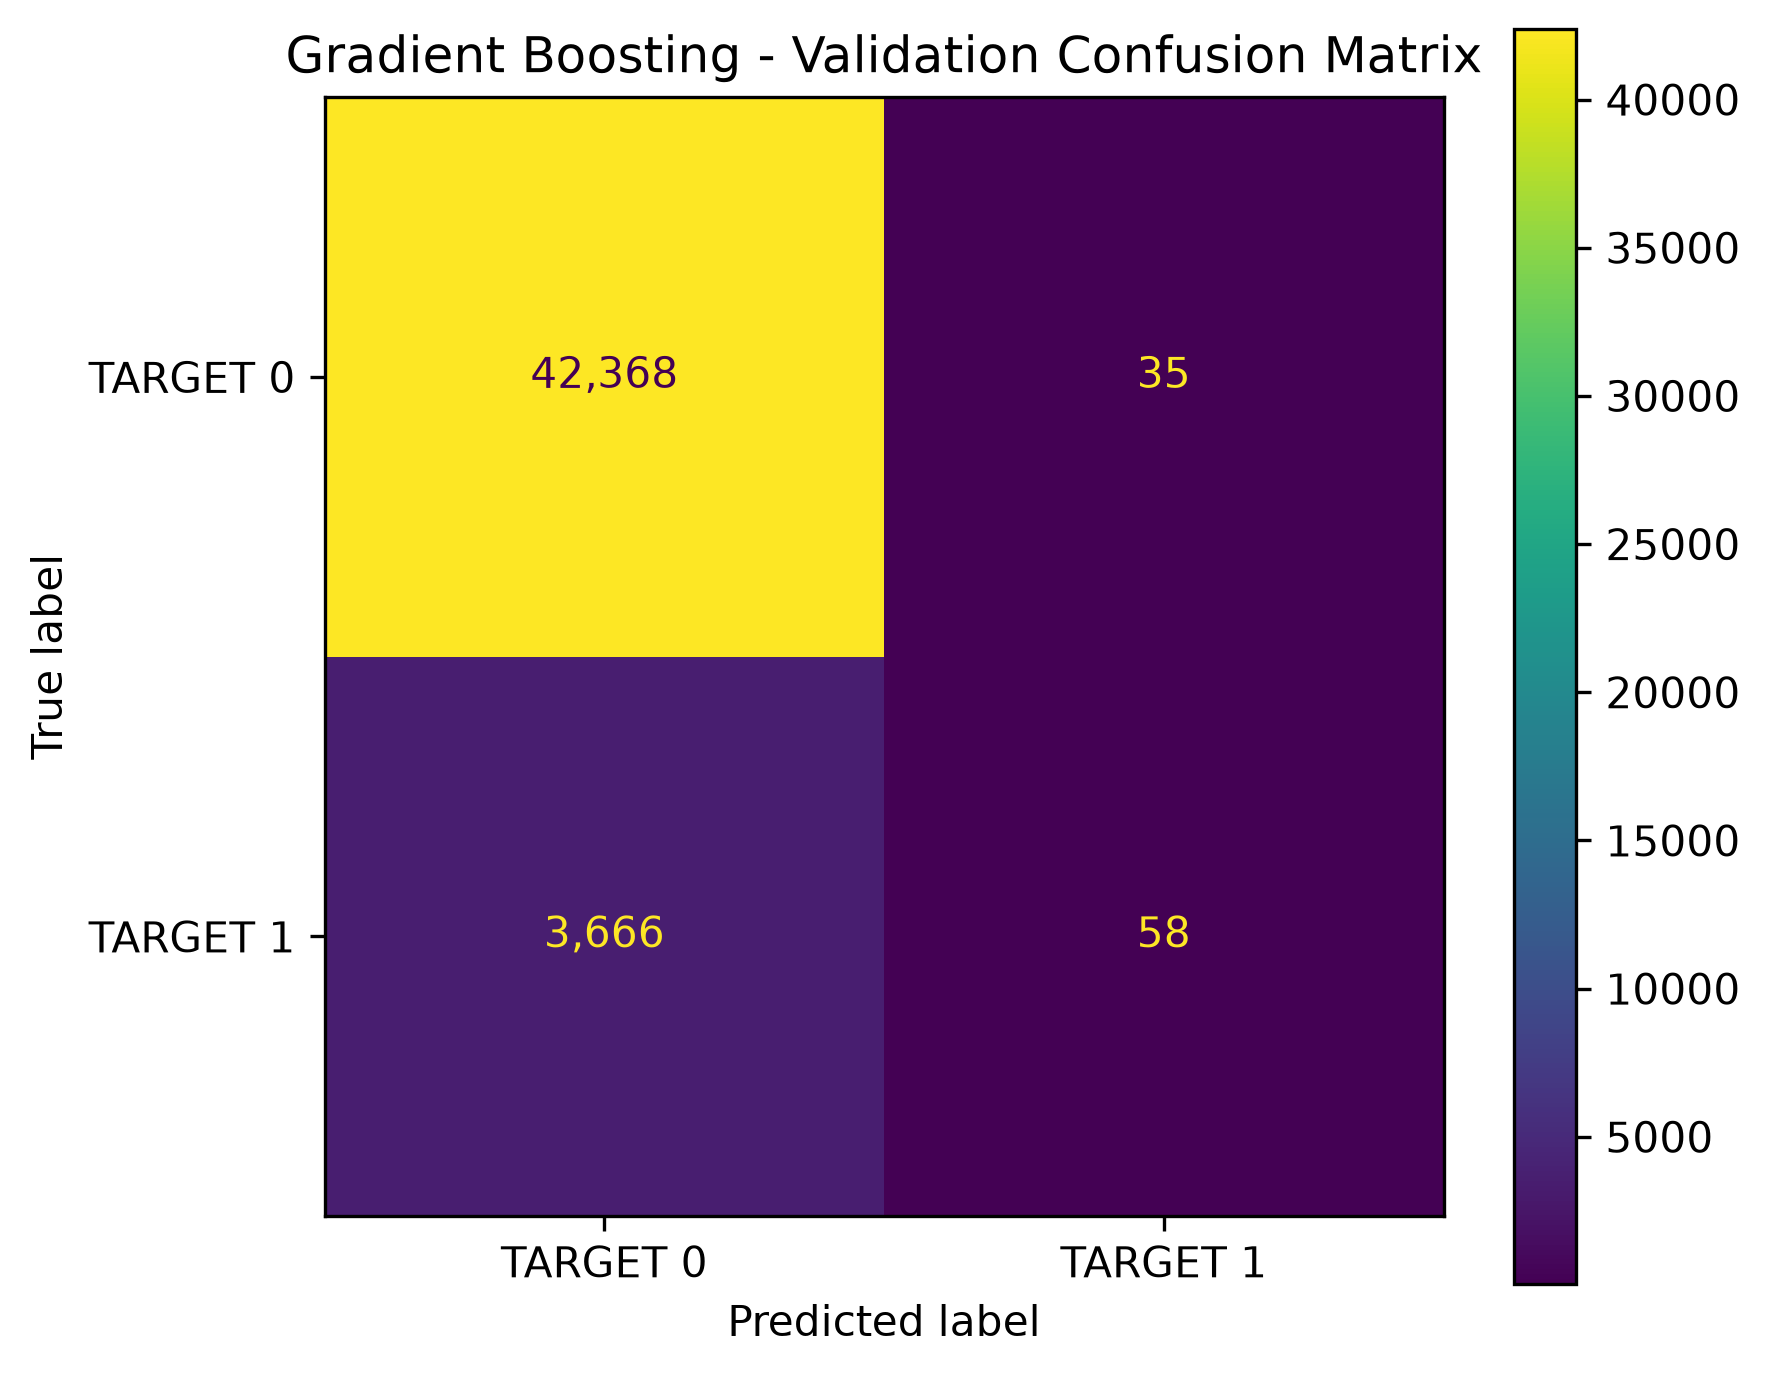 Gradient Boosting - Validation Confusion Matrix
True label
TARGET 0
TARGET 1
42,368
35
3,666
58
TARGET 0
TARGET 1
Predicted label
40000
35000
30000
25000
20000
15000
10000
5000